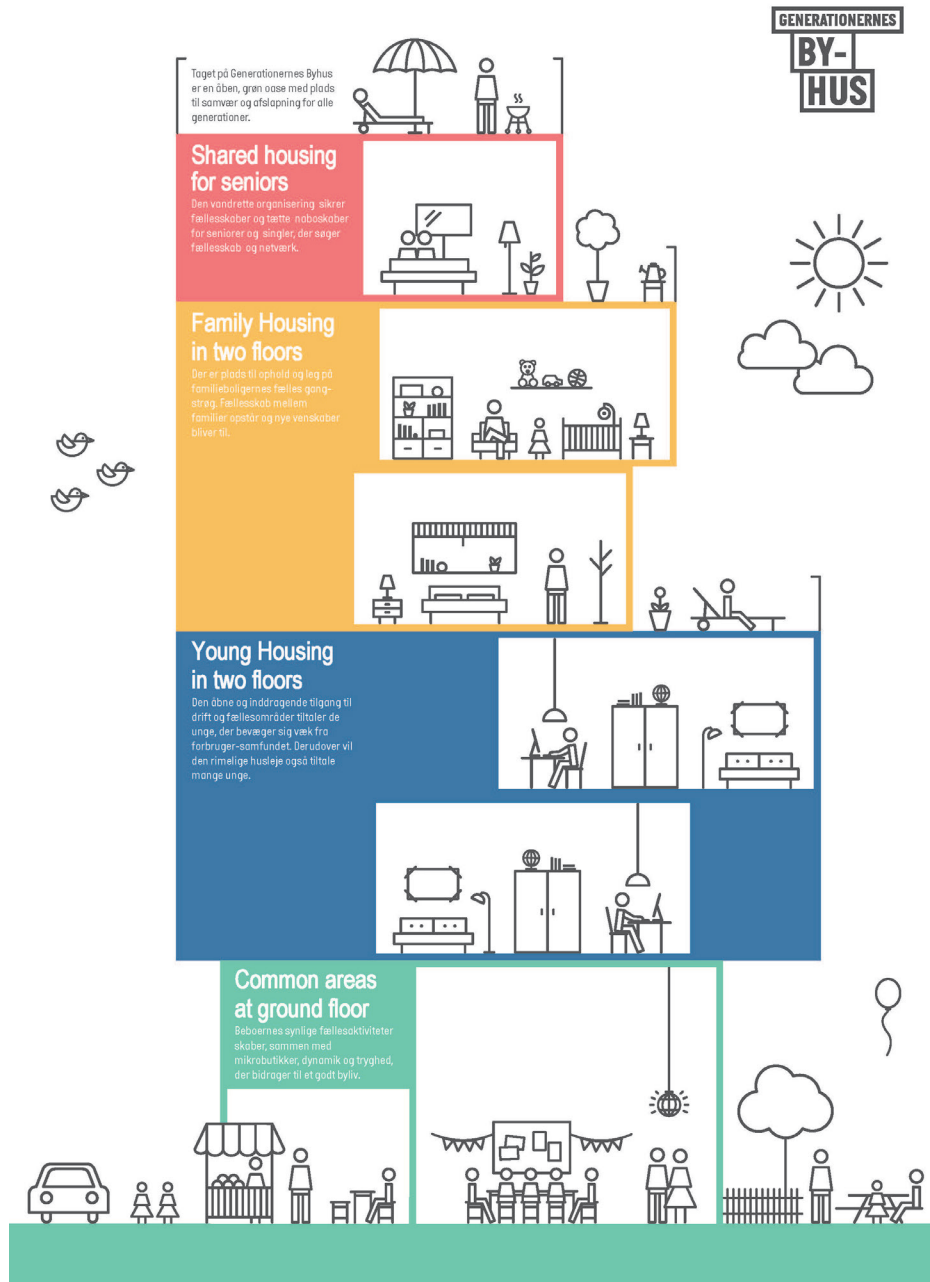 GENERATIONERNES
BY-
HUS
Taget på Generationernes Byhus
er en åben, grøn oase med plads
til samvær og afslapning for alle
generationer.
Shared housing
for seniors
Den vandrette organisering sikrer
fællesskaber og tætte naboskaber
for seniorer og singler, der søger
fællesskab og netværk.
Family Housing
in two floors
Der er plads til ophold og leg på
familieboligernes fælles gang-
strøg. Fællesskab mellem
familier opstår og nye venskaber
bliver til.
Young Housing
in two floors
Den åbne og inddragende tilgang til
drift og fællesområder tiltaler de
unge, der bevæger sig væk fra
forbruger-samfundet. Derudover vil
den rimelige husleje også tiltale
mange unge.
Common areas
at ground floor
Beboernes synlige fællesaktiviteter
skaber, sammen med
mikrobutikker, dynamik og tryghed,
der bidrager til et godt byliv.